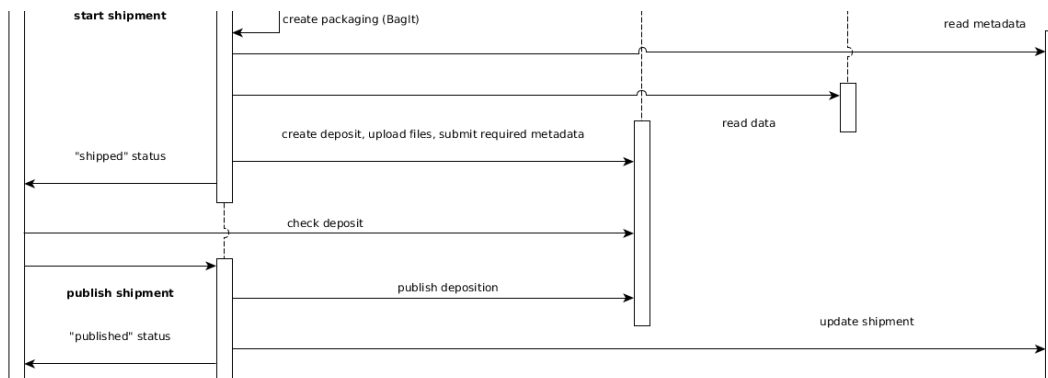 start shipment
create packaging (BagIt)
read metadata
read data
create deposit, upload files, submit required metadata
"shipped" status
check deposit
publish shipment
publish deposition
update shipment
"published" status